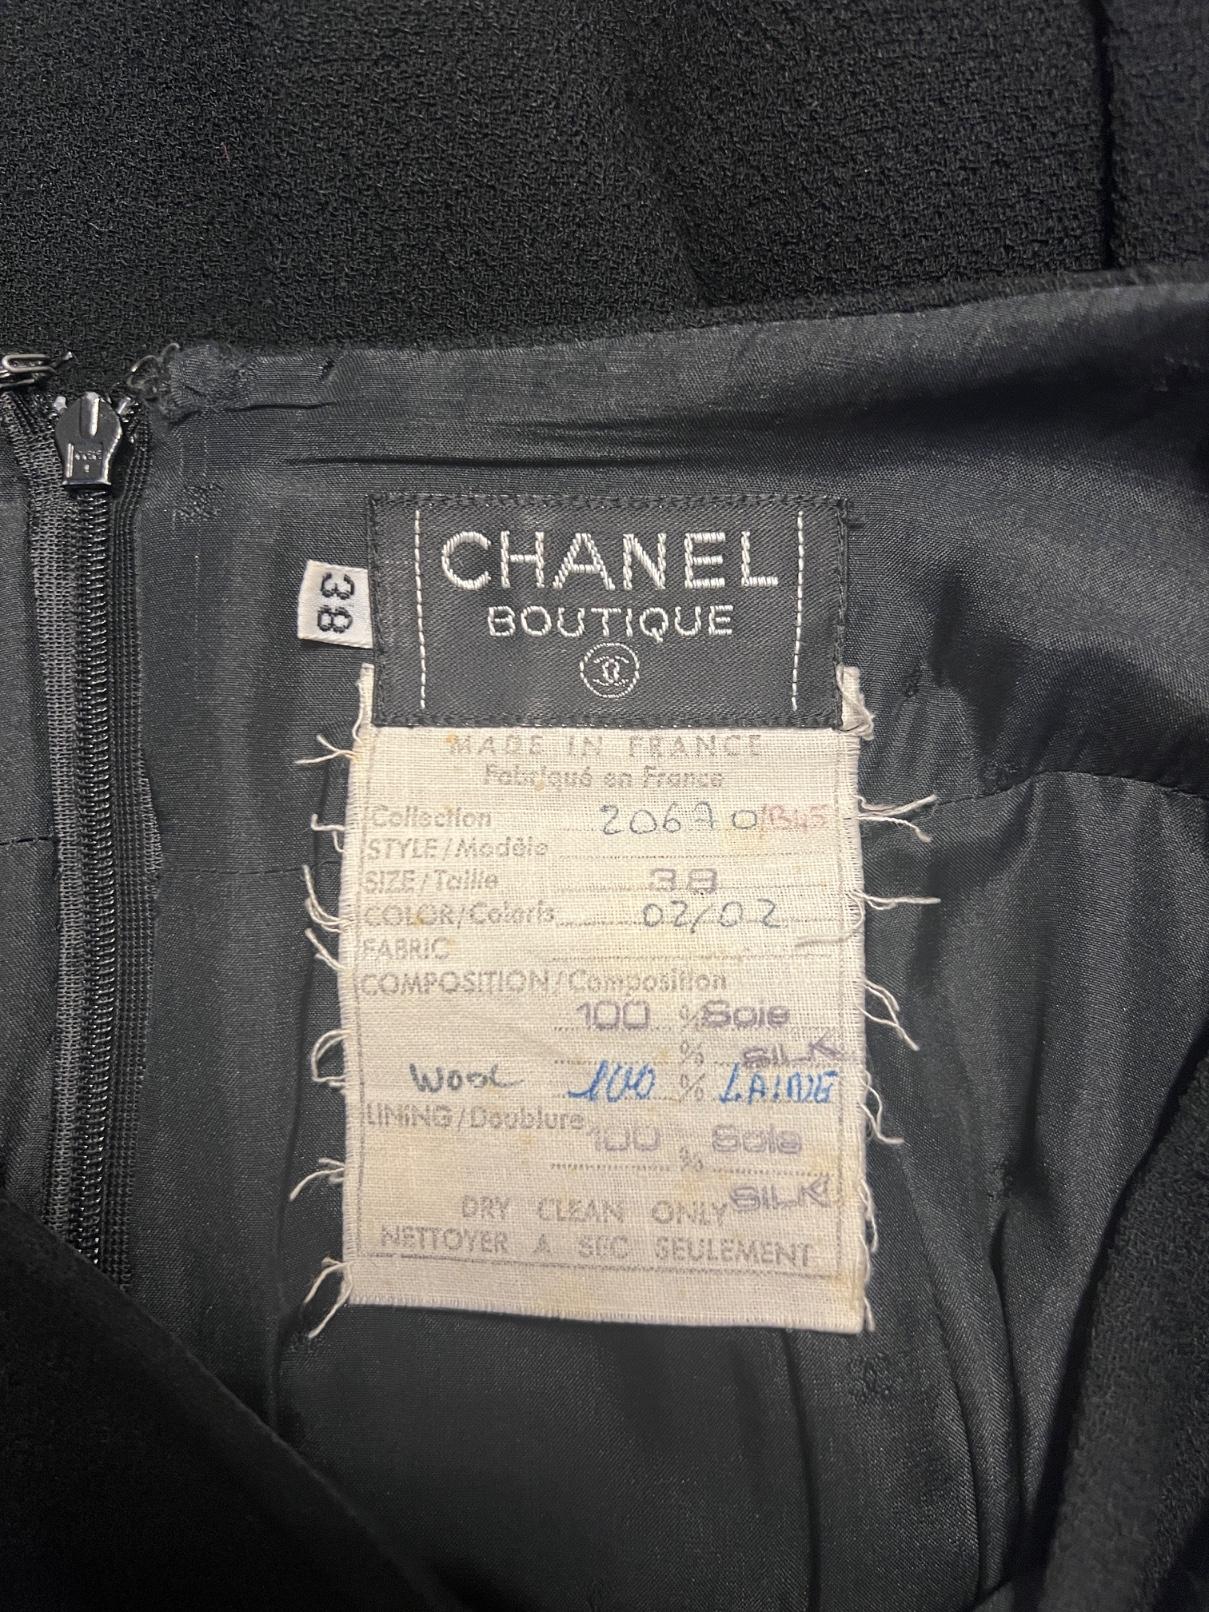 CHANEL
BOUTIQUE
38
MADE IN FRANCE
Fabriqué en France
Collection 20670/B45
STYLE/Modèle
SIZE/Taille 38
COLOR/Coloris 02/02
FABRIC
COMPOSITION/Composition
100 % Soie
% SILK
WOOL 100 % LAINE
LINING/Doublure 100 % Soie
SILK
DRY CLEAN ONLY
NETTOYER A SEC SEULEMENT